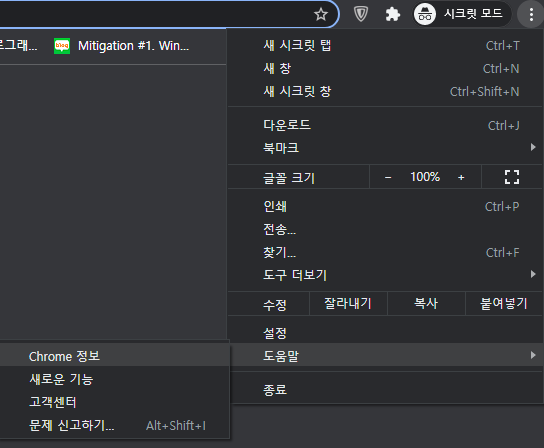 시크릿 모드
로그래... blog Mitigation #1. Win...
새 시크릿 탭 Ctrl+T
새 창 Ctrl+N
새 시크릿 창 Ctrl+Shift+N
다운로드 Ctrl+J
북마크
글꼴 크기 − 100% +
인쇄 Ctrl+P
전송...
찾기... Ctrl+F
도구 더보기
수정 잘라내기 복사 붙여넣기
설정
도움말
종료
Chrome 정보
새로운 기능
고객센터
문제 신고하기... Alt+Shift+I